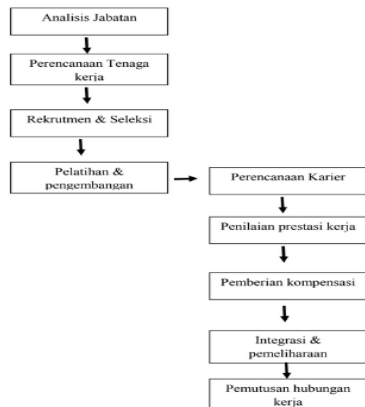 Analisis Jabatan
Perencanaan Tenaga
kerja
Rekrutmen & Seleksi
Pelatihan &
pengembangan
Perencanaan Karier
Penilaian prestasi kerja
Pemberian kompensasi
Integrasi &
pemeliharaan
Pemutusan hubungan
kerja